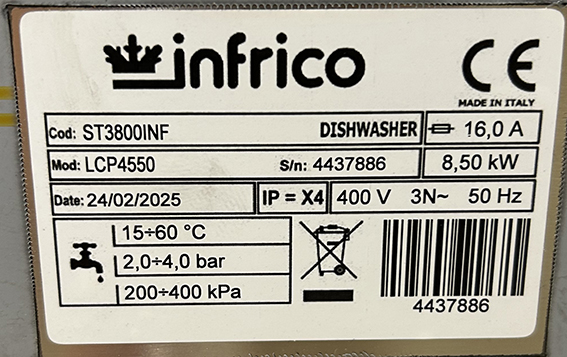 infrico
CE
MADE IN ITALY
Cod: ST3800INF DISHWASHER 16,0 A
Mod: LCP4550 S/n: 4437886 8,50 kW
Date: 24/02/2025 IP = X4 400 V 3N~ 50 Hz
15÷60 °C
2,0÷4,0 bar
200÷400 kPa
4437886